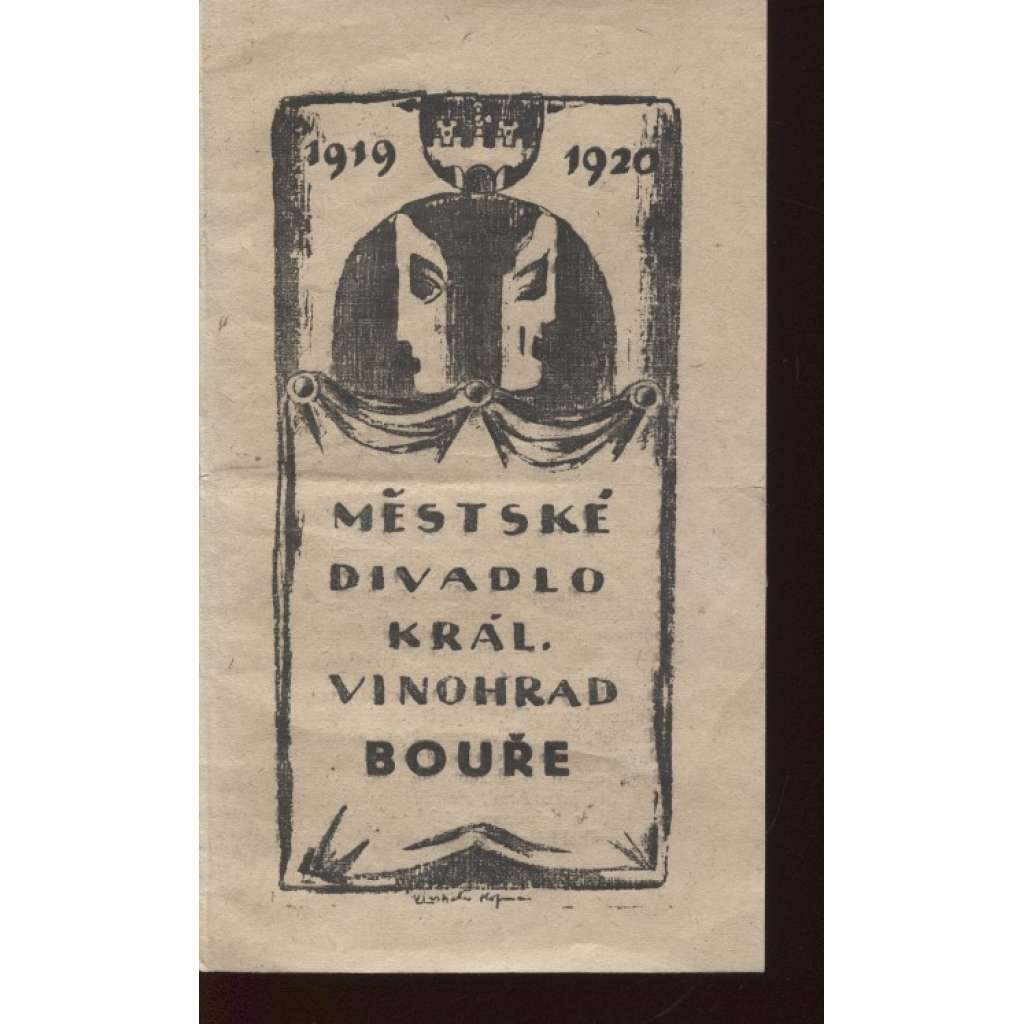 1919 1920
MĚSTSKÉ
DIVADLO
KRÁL.
VINOHRAD
BOUŘE